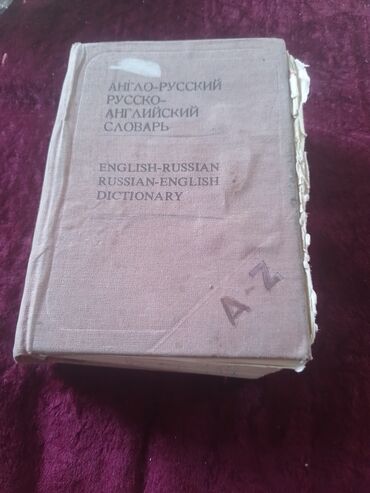 АНГЛО-РУССКИЙ
РУССКО-
АНГЛИЙСКИЙ
СЛОВАРЬ
ENGLISH-RUSSIAN
RUSSIAN-ENGLISH
DICTIONARY
A-Z